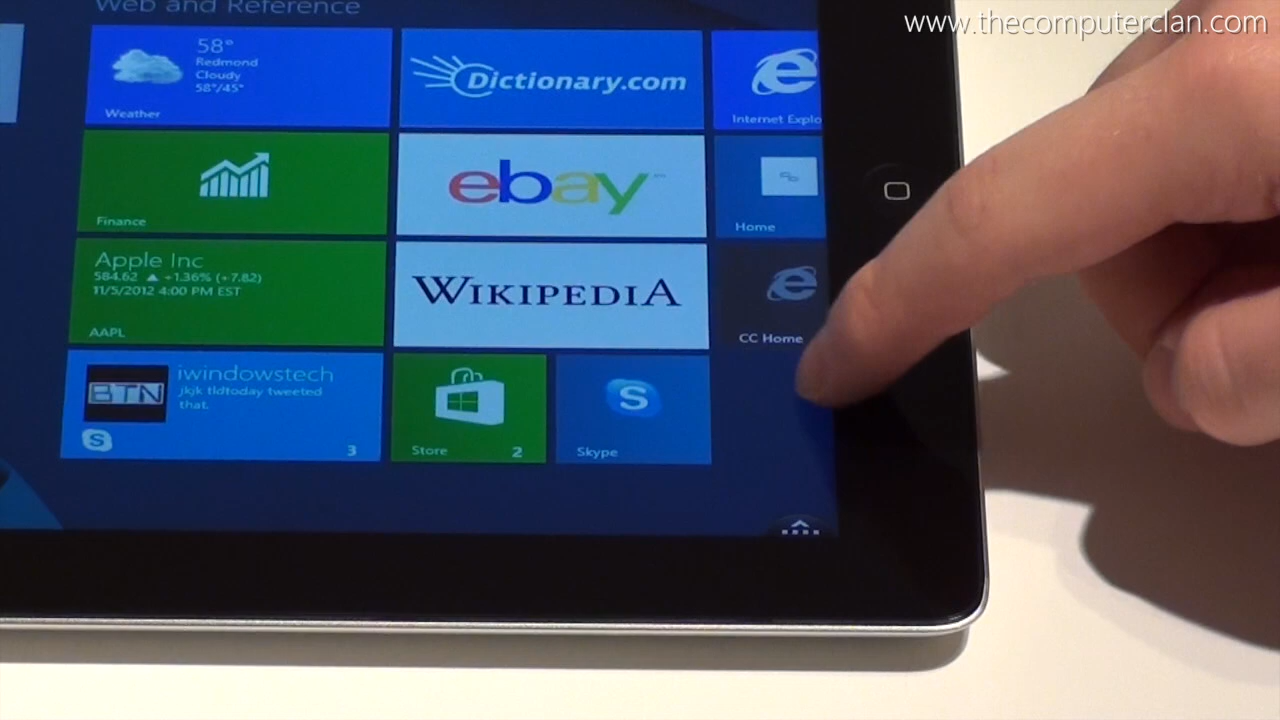 www.thecomputerclan.com
Web and Reference
58°
Redmond
Cloudy
58°/45°
Weather
Dictionary.com
Internet Explo
Finance
ebay
Home
Apple Inc
584.62 ▲ +1.36% (+7.82)
11/5/2012 4:00 PM EST
AAPL
WIKIPEDIA
CC Home
BTN
iwindowstech
jkjk tldtoday tweeted
that.
3
Store
2
Skype